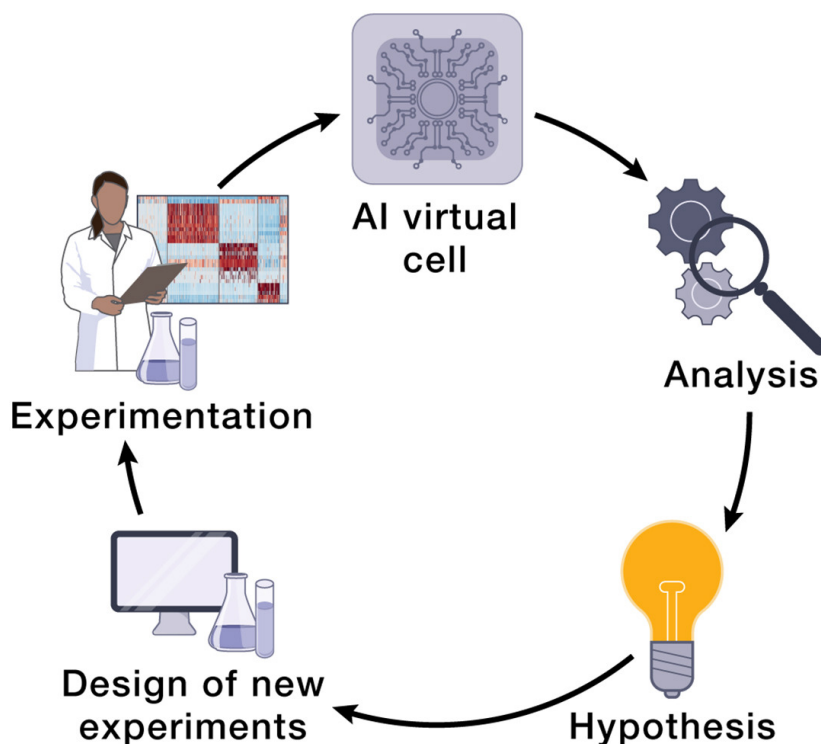 AI virtual
cell
Analysis
Hypothesis
Design of new
experiments
Experimentation